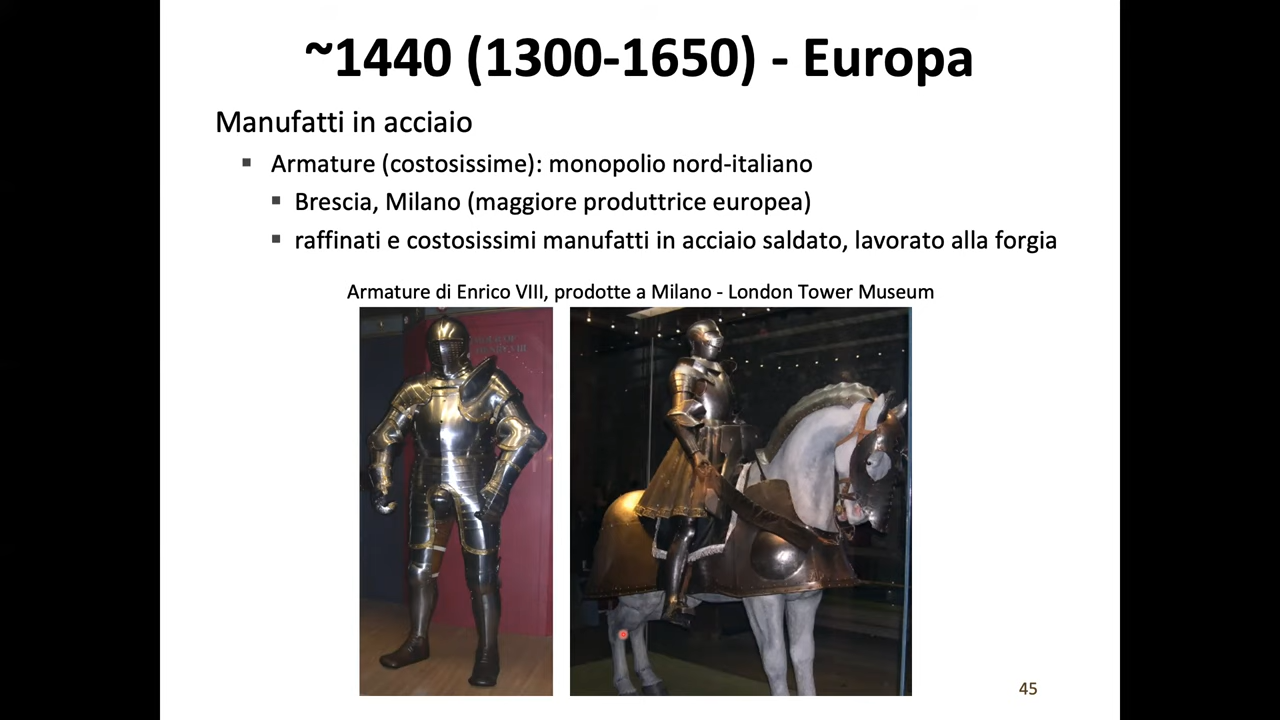 ~1440 (1300-1650) - Europa
Manufatti in acciaio
▪ Armature (costosissime): monopolio nord-italiano
▪ Brescia, Milano (maggiore produttrice europea)
▪ raffinati e costosissimi manufatti in acciaio saldato, lavorato alla forgia
Armature di Enrico VIII, prodotte a Milano - London Tower Museum
45